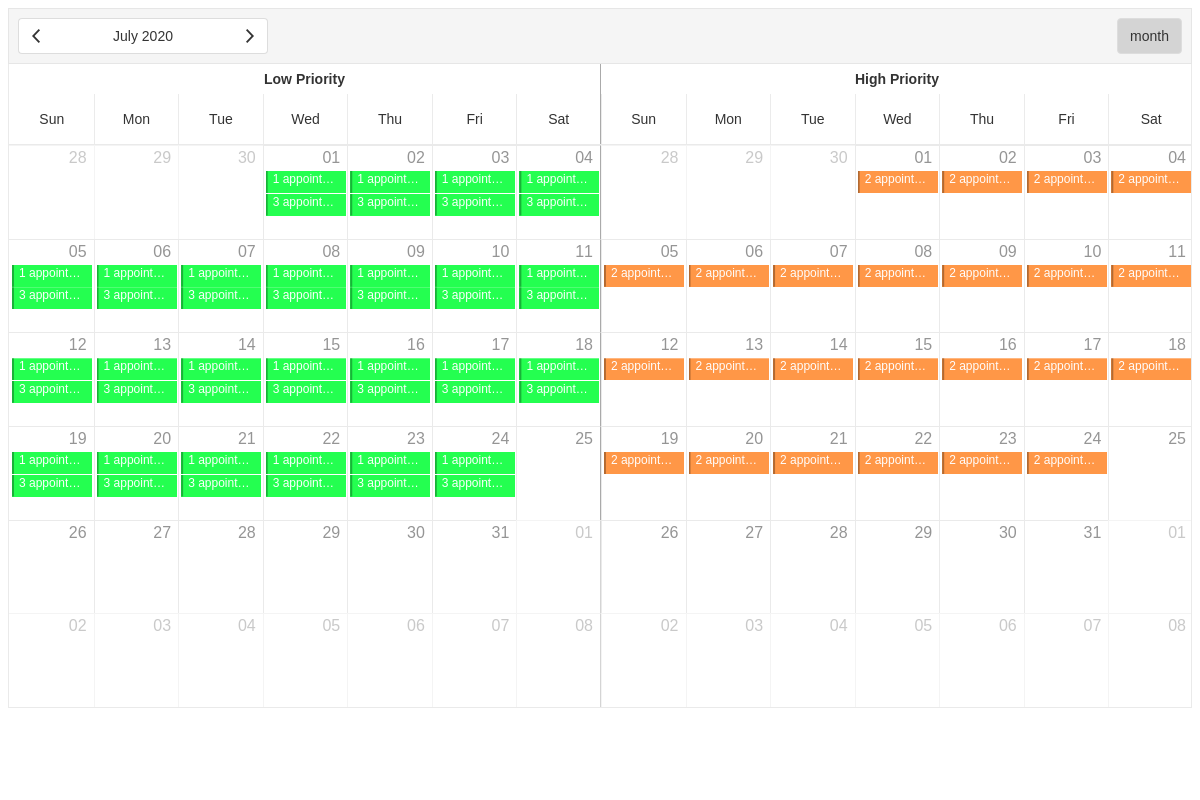 July 2020 month
Low Priority High Priority
Sun Mon Tue Wed Thu Fri Sat Sun Mon Tue Wed Thu Fri Sat
28 29 30 01 02 03 04 28 29 30 01 02 03 04
1 appoint… 1 appoint… 1 appoint… 1 appoint… 2 appoint… 2 appoint… 2 appoint… 2 appoint…
3 appoint… 3 appoint… 3 appoint… 3 appoint…
05 06 07 08 09 10 11 05 06 07 08 09 10 11
1 appoint… 1 appoint… 1 appoint… 1 appoint… 1 appoint… 1 appoint… 1 appoint… 2 appoint… 2 appoint… 2 appoint… 2 appoint… 2 appoint… 2 appoint… 2 appoint…
3 appoint… 3 appoint… 3 appoint… 3 appoint… 3 appoint… 3 appoint… 3 appoint…
12 13 14 15 16 17 18 12 13 14 15 16 17 18
1 appoint… 1 appoint… 1 appoint… 1 appoint… 1 appoint… 1 appoint… 1 appoint… 2 appoint… 2 appoint… 2 appoint… 2 appoint… 2 appoint… 2 appoint… 2 appoint…
3 appoint… 3 appoint… 3 appoint… 3 appoint… 3 appoint… 3 appoint… 3 appoint…
19 20 21 22 23 24 25 19 20 21 22 23 24 25
1 appoint… 1 appoint… 1 appoint… 1 appoint… 1 appoint… 1 appoint… 2 appoint… 2 appoint… 2 appoint… 2 appoint… 2 appoint… 2 appoint…
3 appoint… 3 appoint… 3 appoint… 3 appoint… 3 appoint… 3 appoint…
26 27 28 29 30 31 01 26 27 28 29 30 31 01
02 03 04 05 06 07 08 02 03 04 05 06 07 08